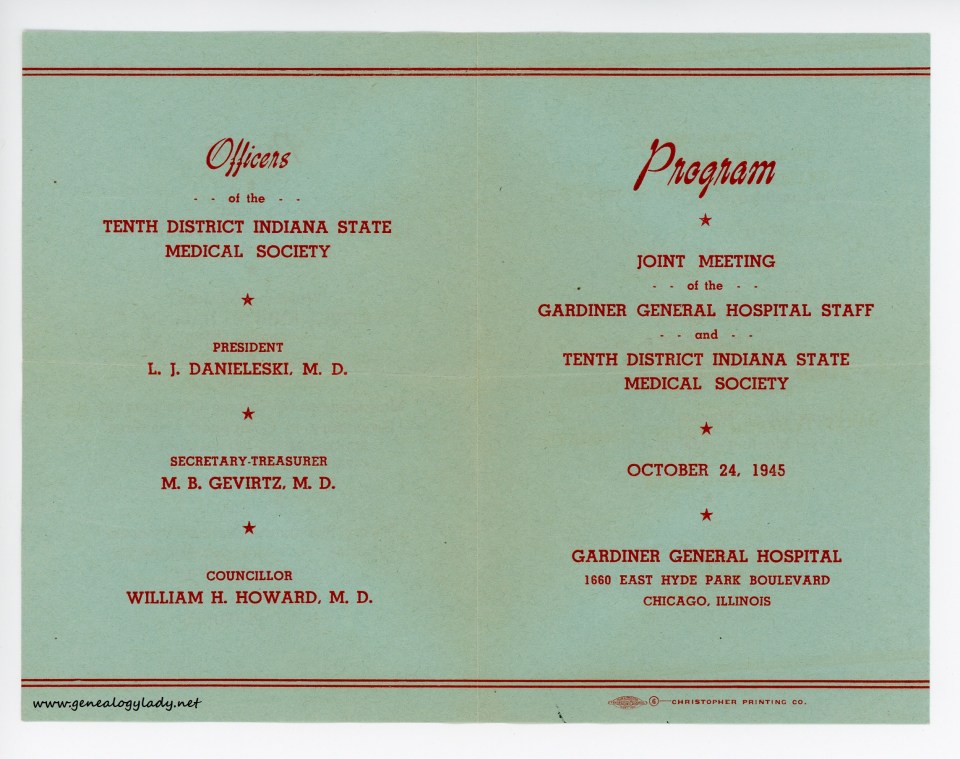 Officers
- - of the - -
TENTH DISTRICT INDIANA STATE
MEDICAL SOCIETY
PRESIDENT
L. J. DANIELESKI, M. D.
SECRETARY-TREASURER
M. B. GEVIRTZ, M. D.
COUNCILLOR
WILLIAM H. HOWARD, M. D.
www.genealogylady.net
Program
JOINT MEETING
- - of the - -
GARDINER GENERAL HOSPITAL STAFF
- - and - -
TENTH DISTRICT INDIANA STATE
MEDICAL SOCIETY
OCTOBER 24, 1945
GARDINER GENERAL HOSPITAL
1660 EAST HYDE PARK BOULEVARD
CHICAGO, ILLINOIS
CHRISTOPHER PRINTING CO.